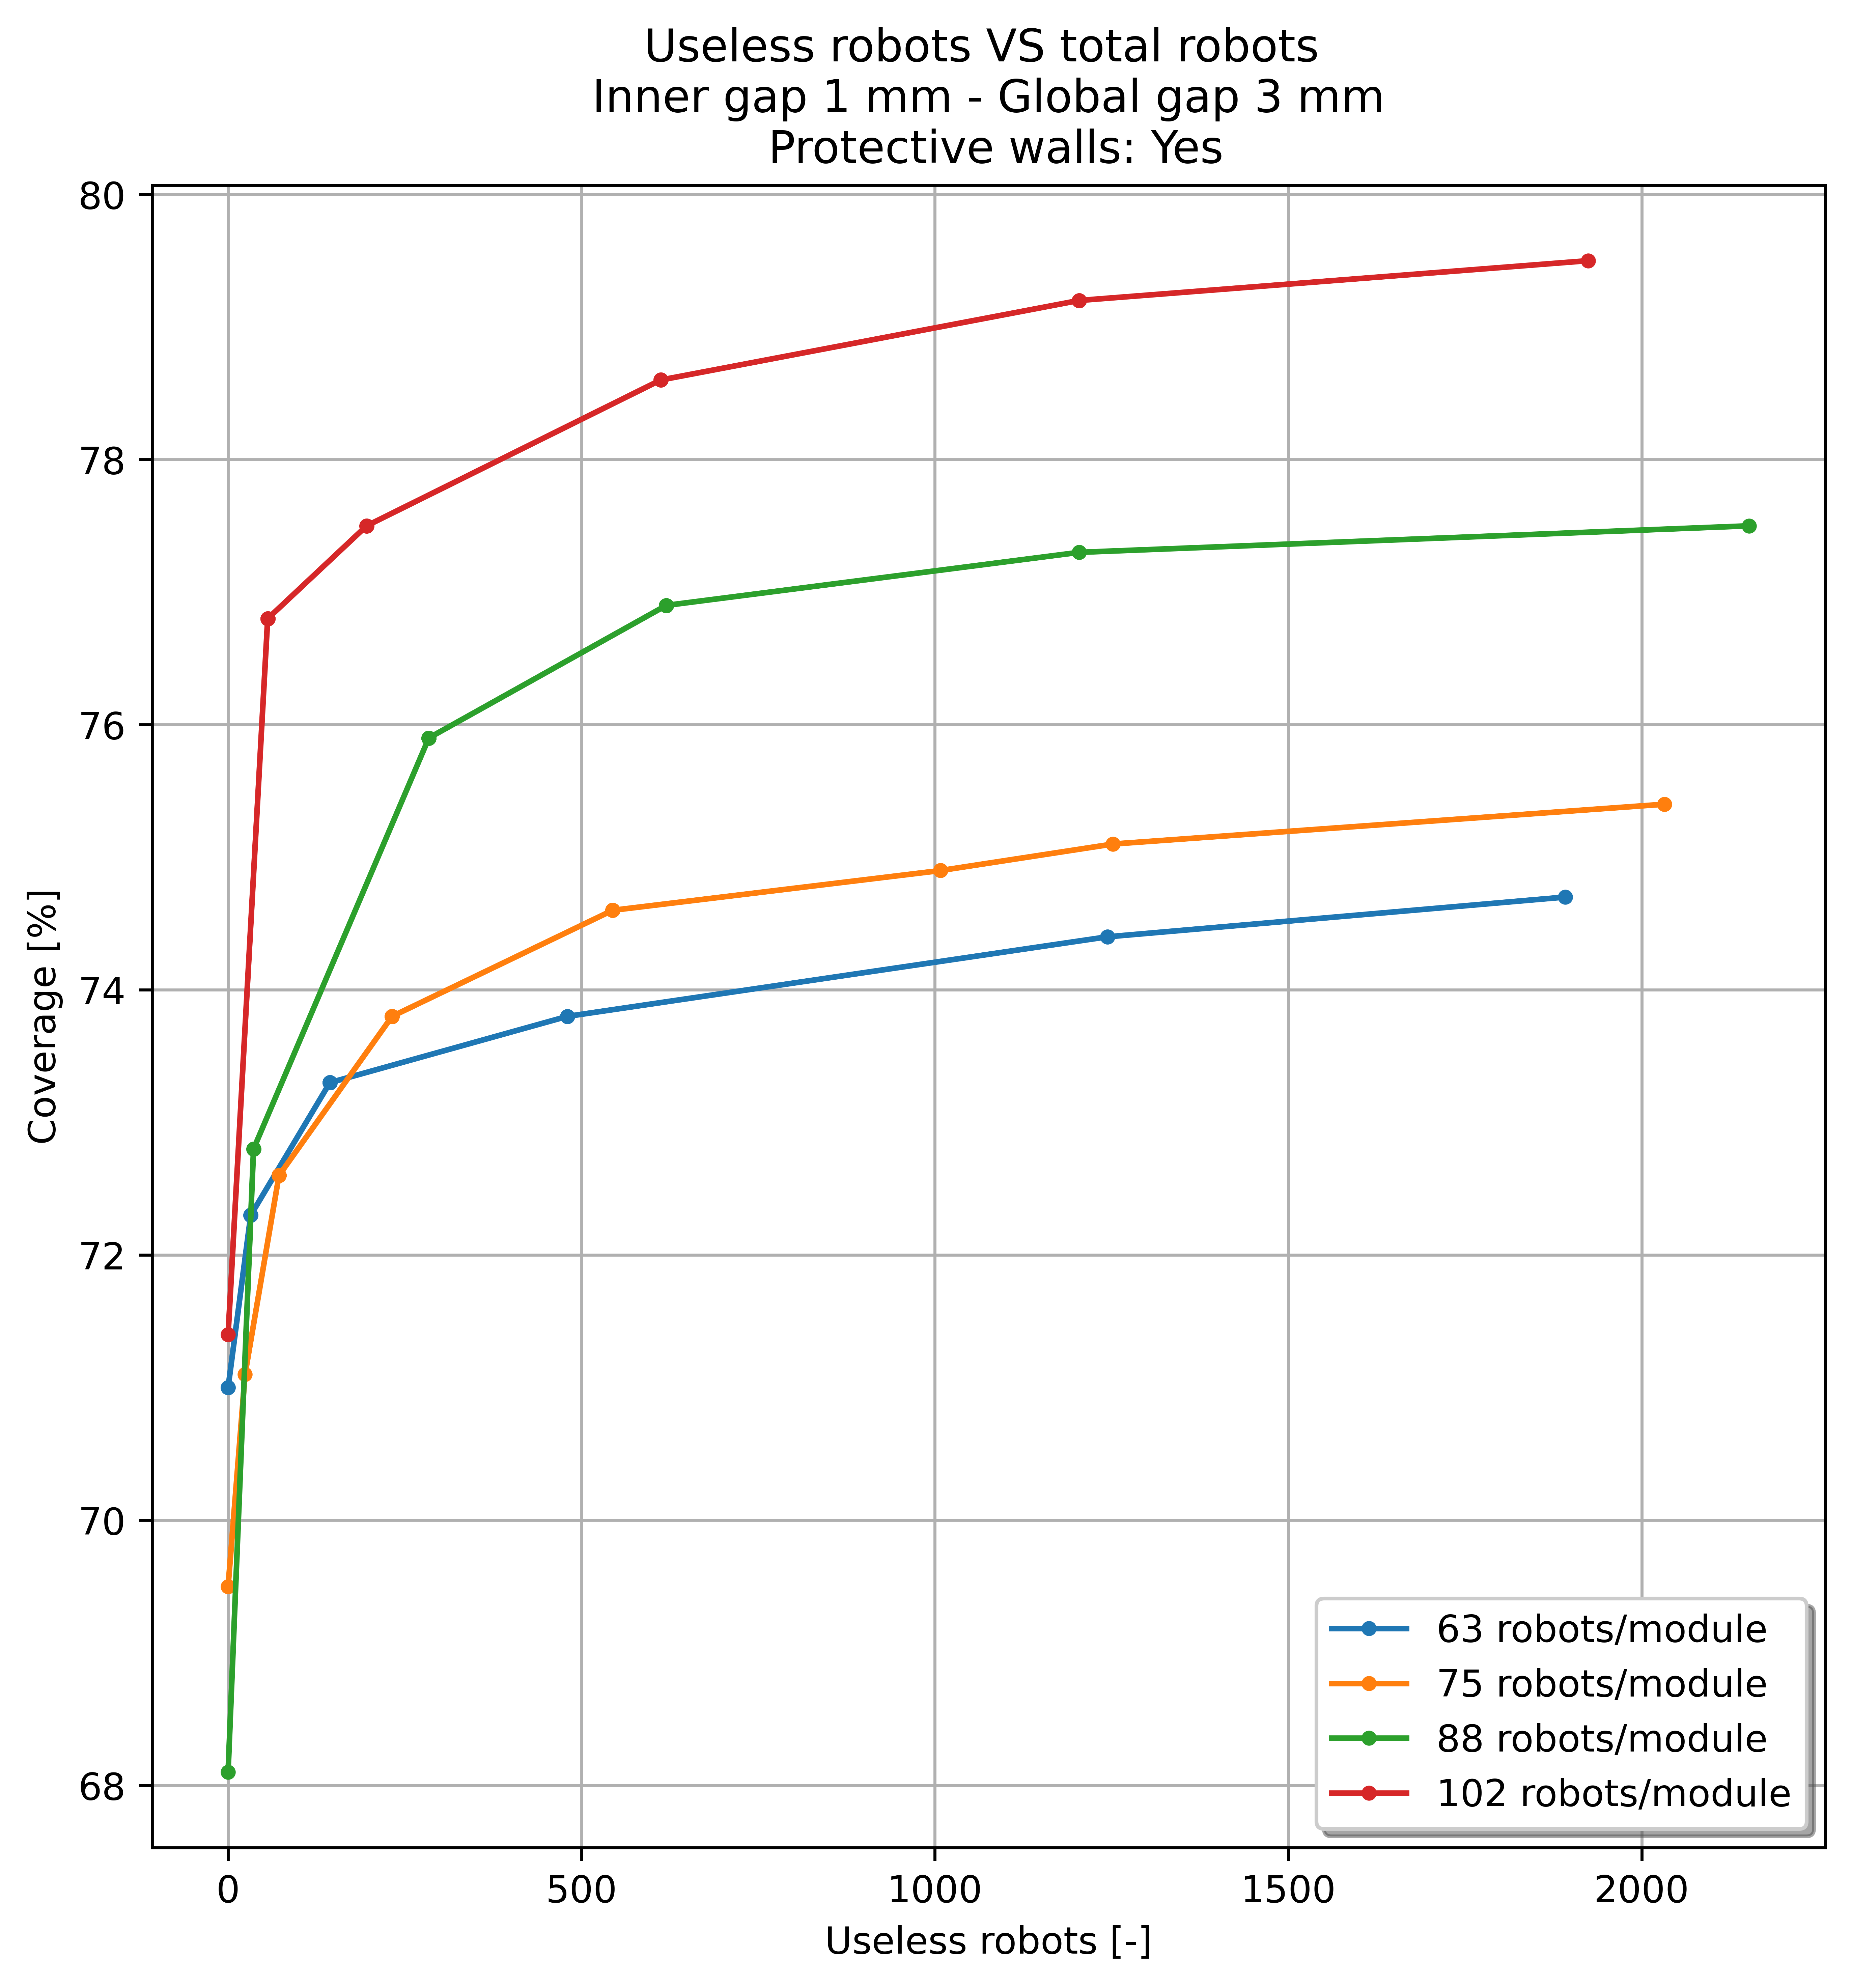 Useless robots VS total robots
Inner gap 1 mm - Global gap 3 mm
Protective walls: Yes
80
78
76
74
72
70
68
Coverage [%]
0 500 1000 1500 2000
Useless robots [-]
63 robots/module
75 robots/module
88 robots/module
102 robots/module